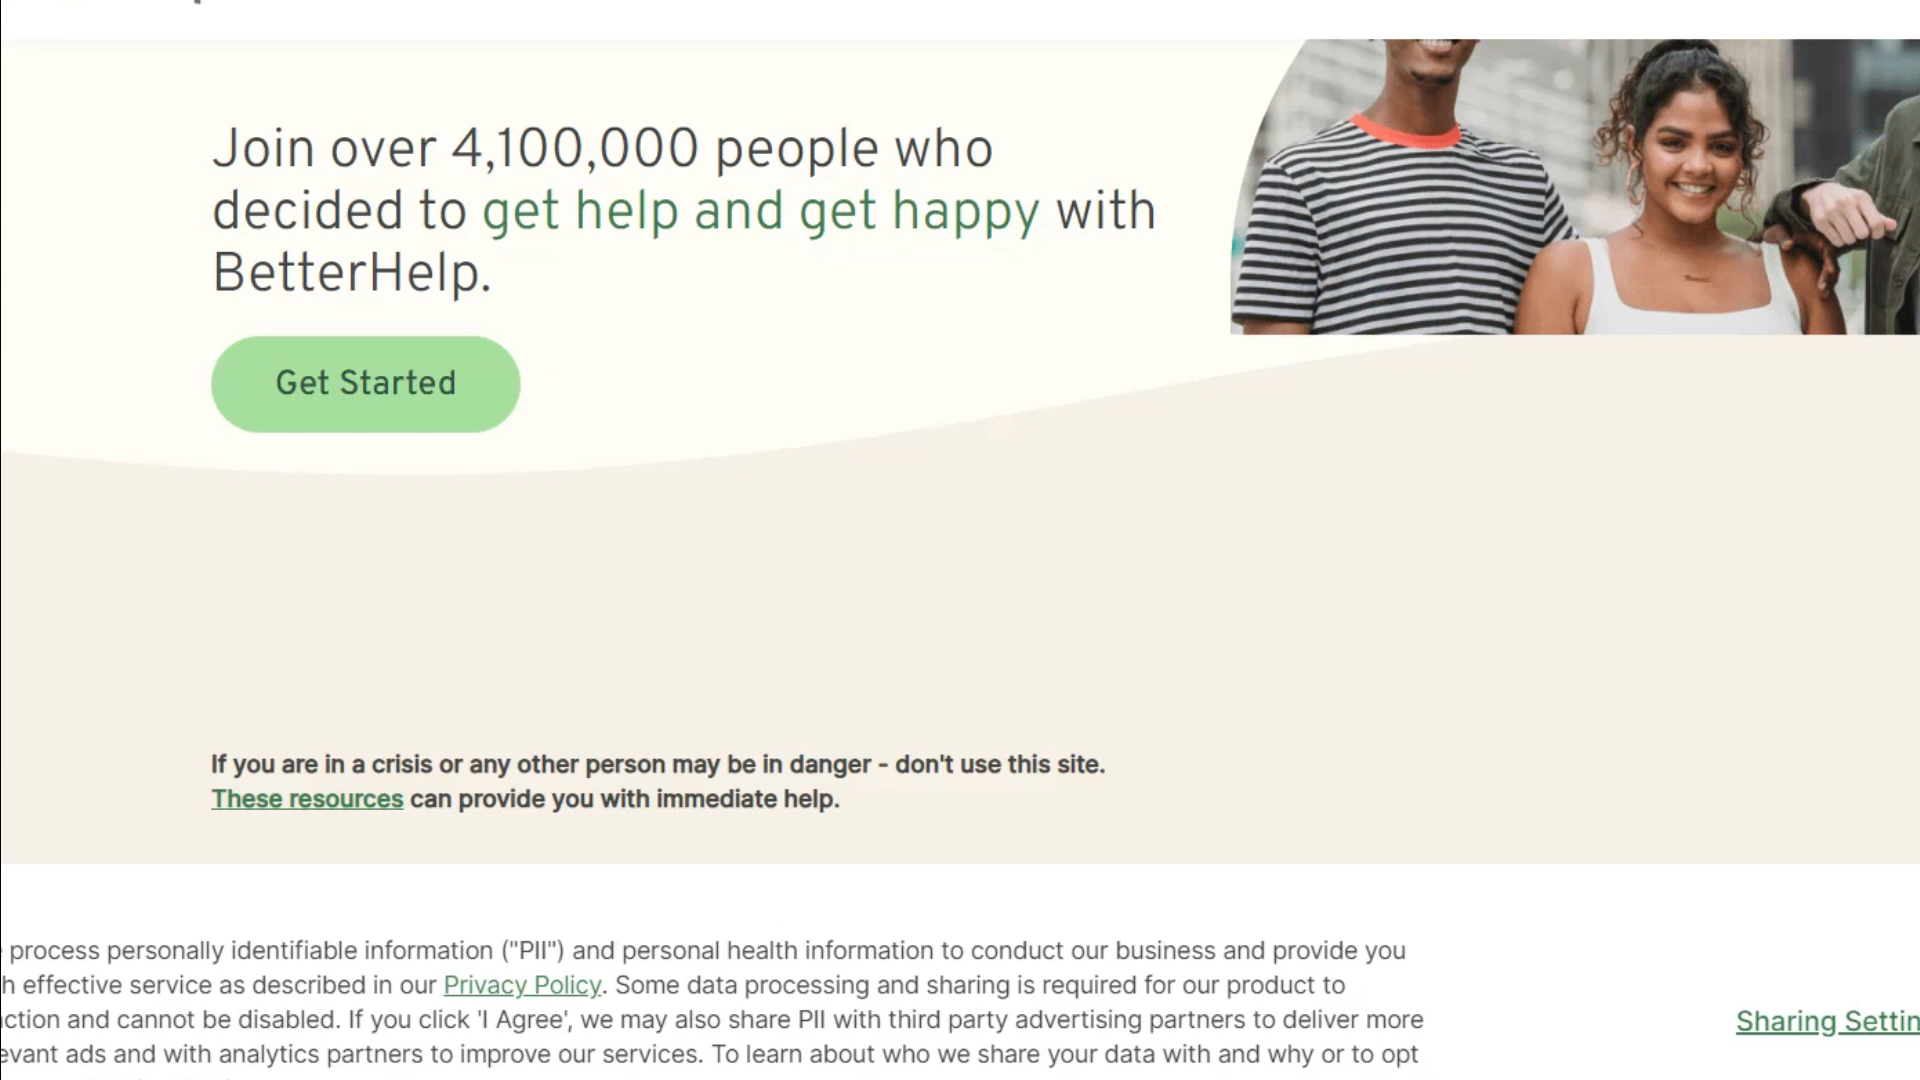 Join over 4,100,000 people who
decided to get help and get happy with
BetterHelp.
Get Started
If you are in a crisis or any other person may be in danger - don't use this site.
These resources can provide you with immediate help.
process personally identifiable information ("PII") and personal health information to conduct our business and provide you
h effective service as described in our Privacy Policy. Some data processing and sharing is required for our product to
ction and cannot be disabled. If you click 'I Agree', we may also share PII with third party advertising partners to deliver more
evant ads and with analytics partners to improve our services. To learn about who we share your data with and why or to opt
Sharing Settin